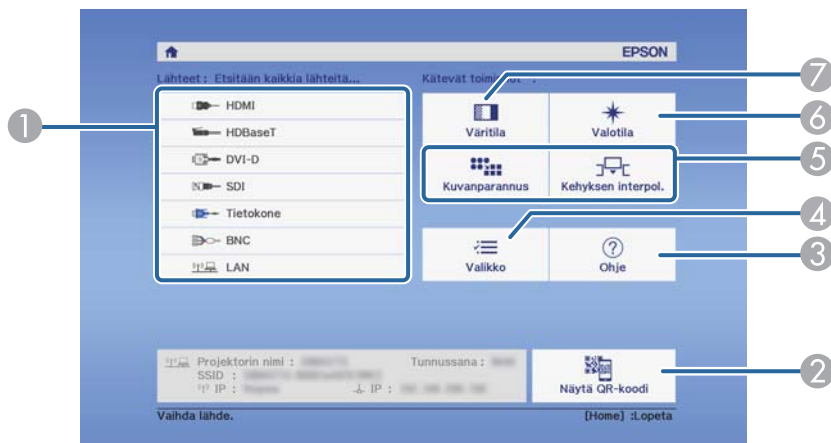 EPSON
Lähteet : Etsitään kaikkia lähteitä...
Kätevät toiminnot :
HDMI
HDBaseT
DVI-D
SDI
Tietokone
BNC
LAN
Väritila
Valotila
Kuvanparannus
Kehyksen interpol.
Valikko
Ohje
Projektorin nimi :
Tunnussana :
SSID :
IP :
IP :
Näytä QR-koodi
Vaihda lähde.
[Home] :Lopeta
1
7
6
5
4
3
2